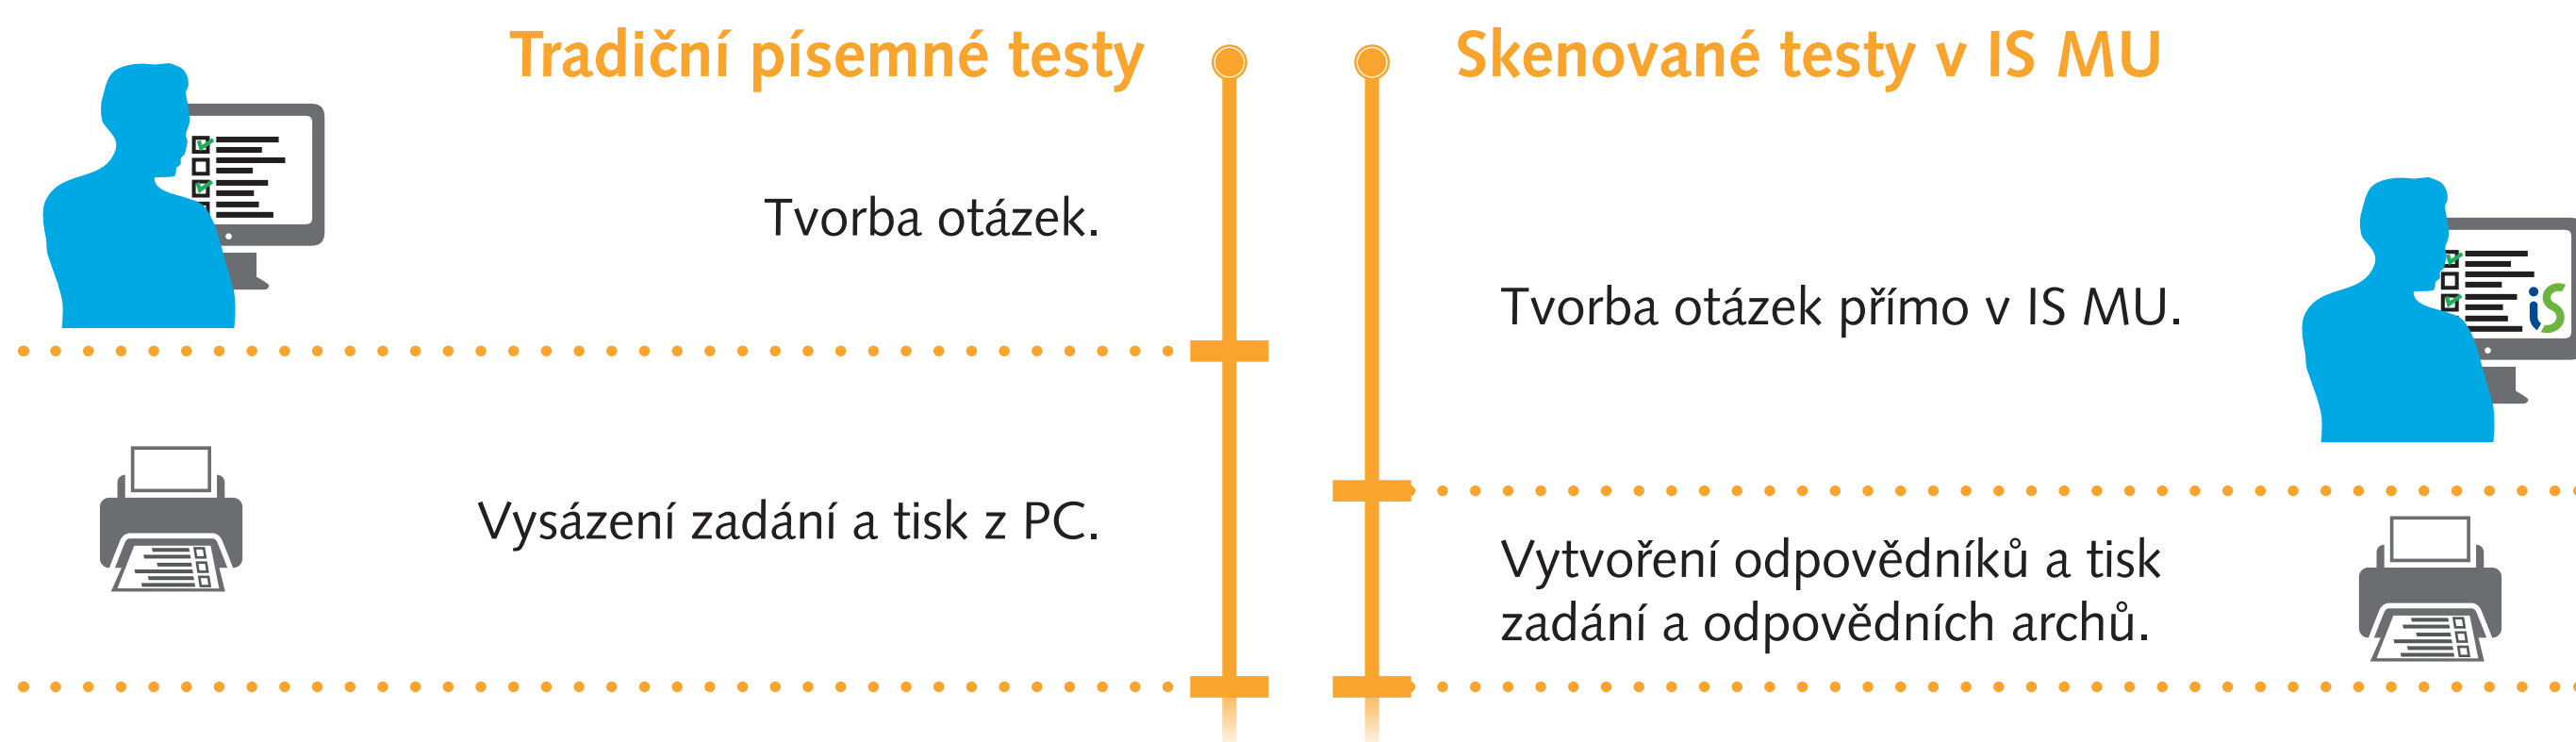 Tradiční písemné testy
Tvorba otázek.
Vysázení zadání a tisk z PC.
Skenované testy v IS MU
Tvorba otázek přímo v IS MU.
iS
Vytvoření odpovědníků a tisk
zadání a odpovědních archů.